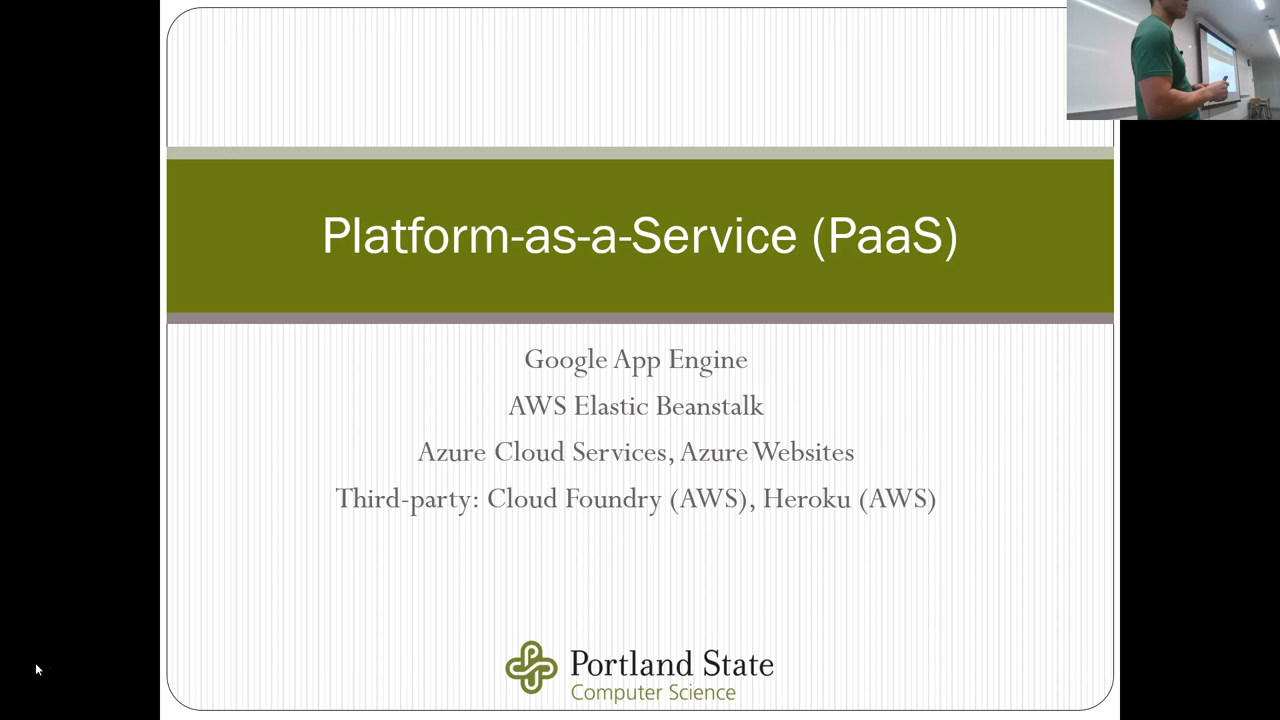 Platform-as-a-Service (PaaS)
Google App Engine
AWS Elastic Beanstalk
Azure Cloud Services, Azure Websites
Third-party: Cloud Foundry (AWS), Heroku (AWS)
Portland State
Computer Science